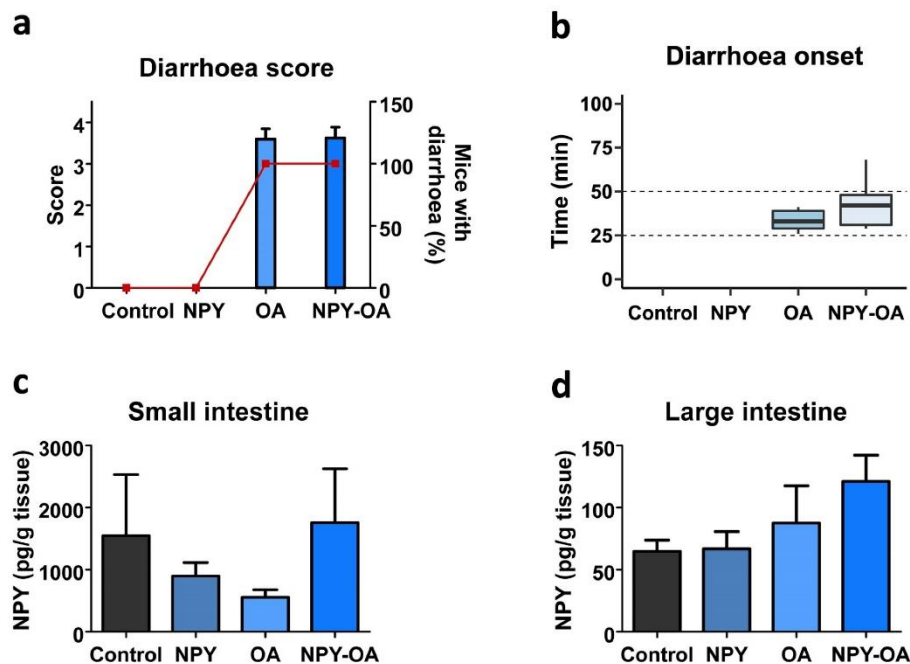 a
Diarrhoea score
Score
4
3
2
1
0
150
100
50
0
Mice with
diarrhoea (%)
Control NPY OA NPY-OA
b
Diarrhoea onset
Time (min)
100
75
50
25
0
Control NPY OA NPY-OA
c
Small intestine
NPY (pg/g tissue)
3000
2000
1000
0
Control NPY OA NPY-OA
d
Large intestine
NPY (pg/g tissue)
150
100
50
0
Control NPY OA NPY-OA